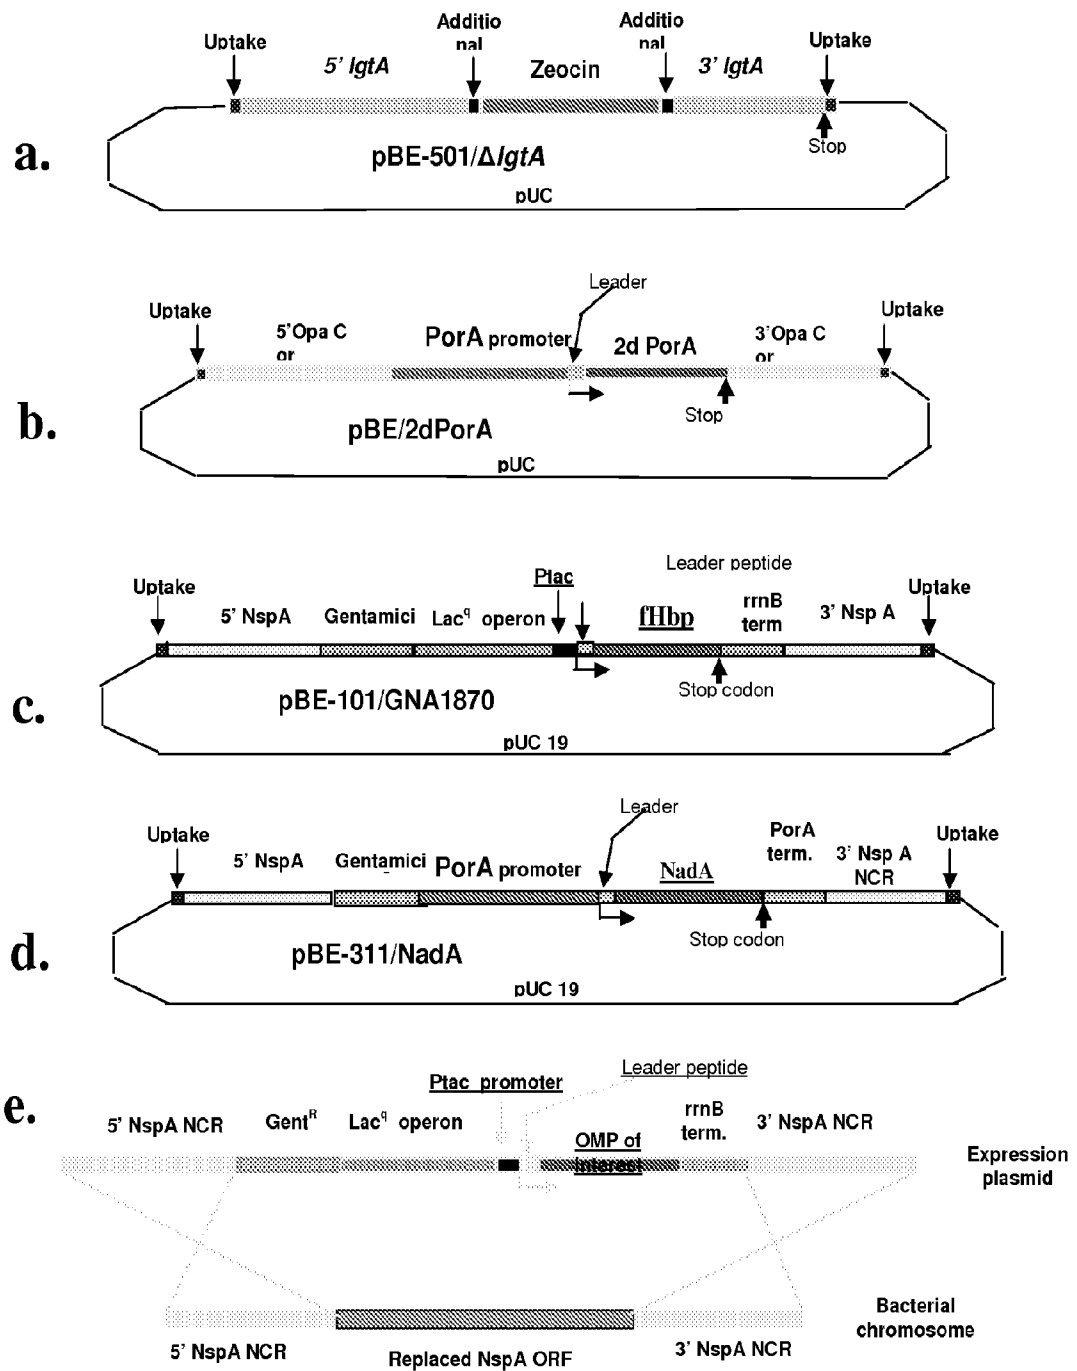 Additio
nal
Additio
nal
Uptake
5' lgtA
Zeocin
3' lgtA
Uptake
Stop
a.
pBE-501/ΔlgtA
pUC
Leader
Uptake
5'Opa C
or
PorA promoter
2d PorA
3'Opa C
or
Uptake
Stop
b.
pBE/2dPorA
pUC
Leader peptide
Uptake
5' NspA
Gentamici
Lacq operon
Ptac
fHbp
rrnB
term
3' Nsp A
Uptake
Stop codon
c.
pBE-101/GNA1870
pUC 19
Leader
Uptake
5' NspA
Gentamici
PorA promoter
NadA
PorA
term.
3' Nsp A
NCR
Uptake
Stop codon
d.
pBE-311/NadA
pUC 19
e.
Ptac promoter
Leader peptide
5' NspA NCR
GentR
Lacq operon
OMP of
Interest
rrnB
term.
3' NspA NCR
Expression
plasmid
Bacterial
chromosome
5' NspA NCR
Replaced NspA ORF
3' NspA NCR